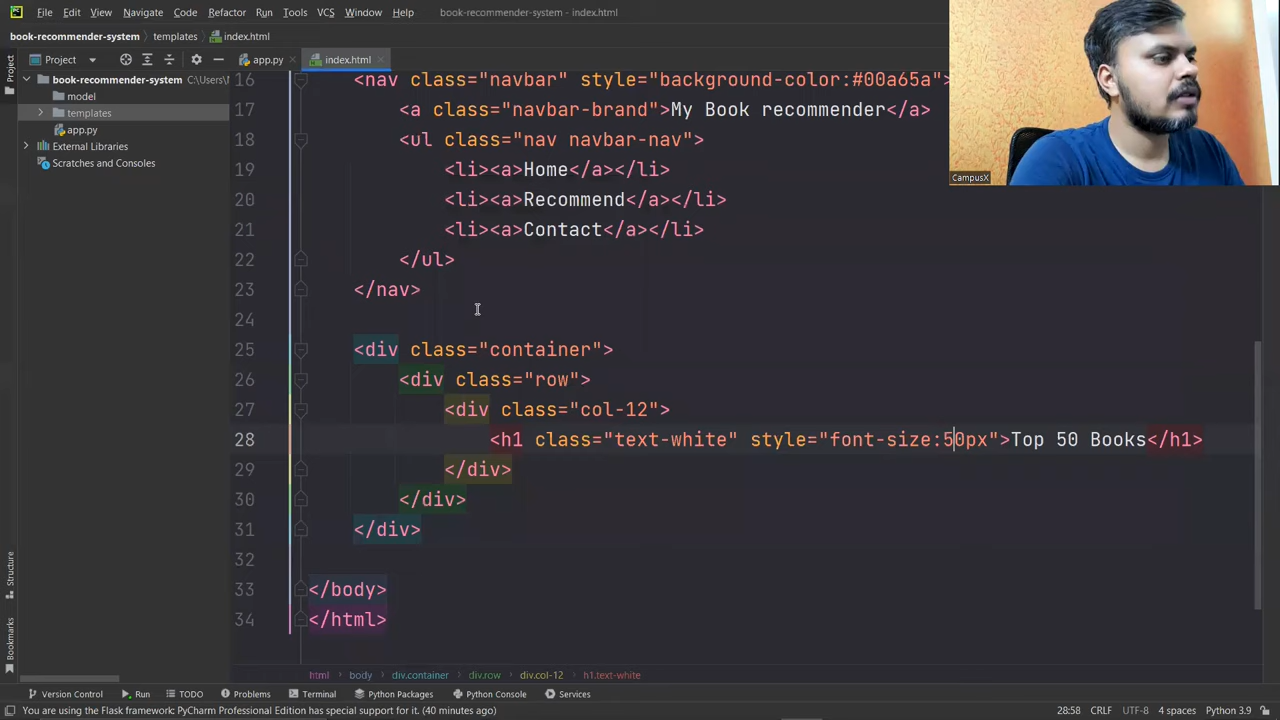 File Edit View Navigate Code Refactor Run Tools VCS Window Help book-recommender-system - index.html
book-recommender-system templates index.html
Project app.py index.html
Project
book-recommender-system C:\Users\
model
templates
app.py
External Libraries
Scratches and Consoles
16 <nav class="navbar" style="background-color:#00a65a">
17 <a class="navbar-brand">My Book recommender</a>
18 <ul class="nav navbar-nav">
19 <li><a>Home</a></li>
20 <li><a>Recommend</a></li>
21 <li><a>Contact</a></li>
22 </ul>
23 </nav>
24
25 <div class="container">
26 <div class="row">
27 <div class="col-12">
28 <h1 class="text-white" style="font-size:50px">Top 50 Books</h1>
29 </div>
30 </div>
31 </div>
32
33 </body>
34 </html>
CampusX
Structure
Bookmarks
html body div.container div.row div.col-12 h1.text-white
Version Control Run TODO Problems Terminal Python Packages Python Console Services
You are using the Flask framework: PyCharm Professional Edition has special support for it. (40 minutes ago) 28:58 CRLF UTF-8 4 spaces Python 3.9